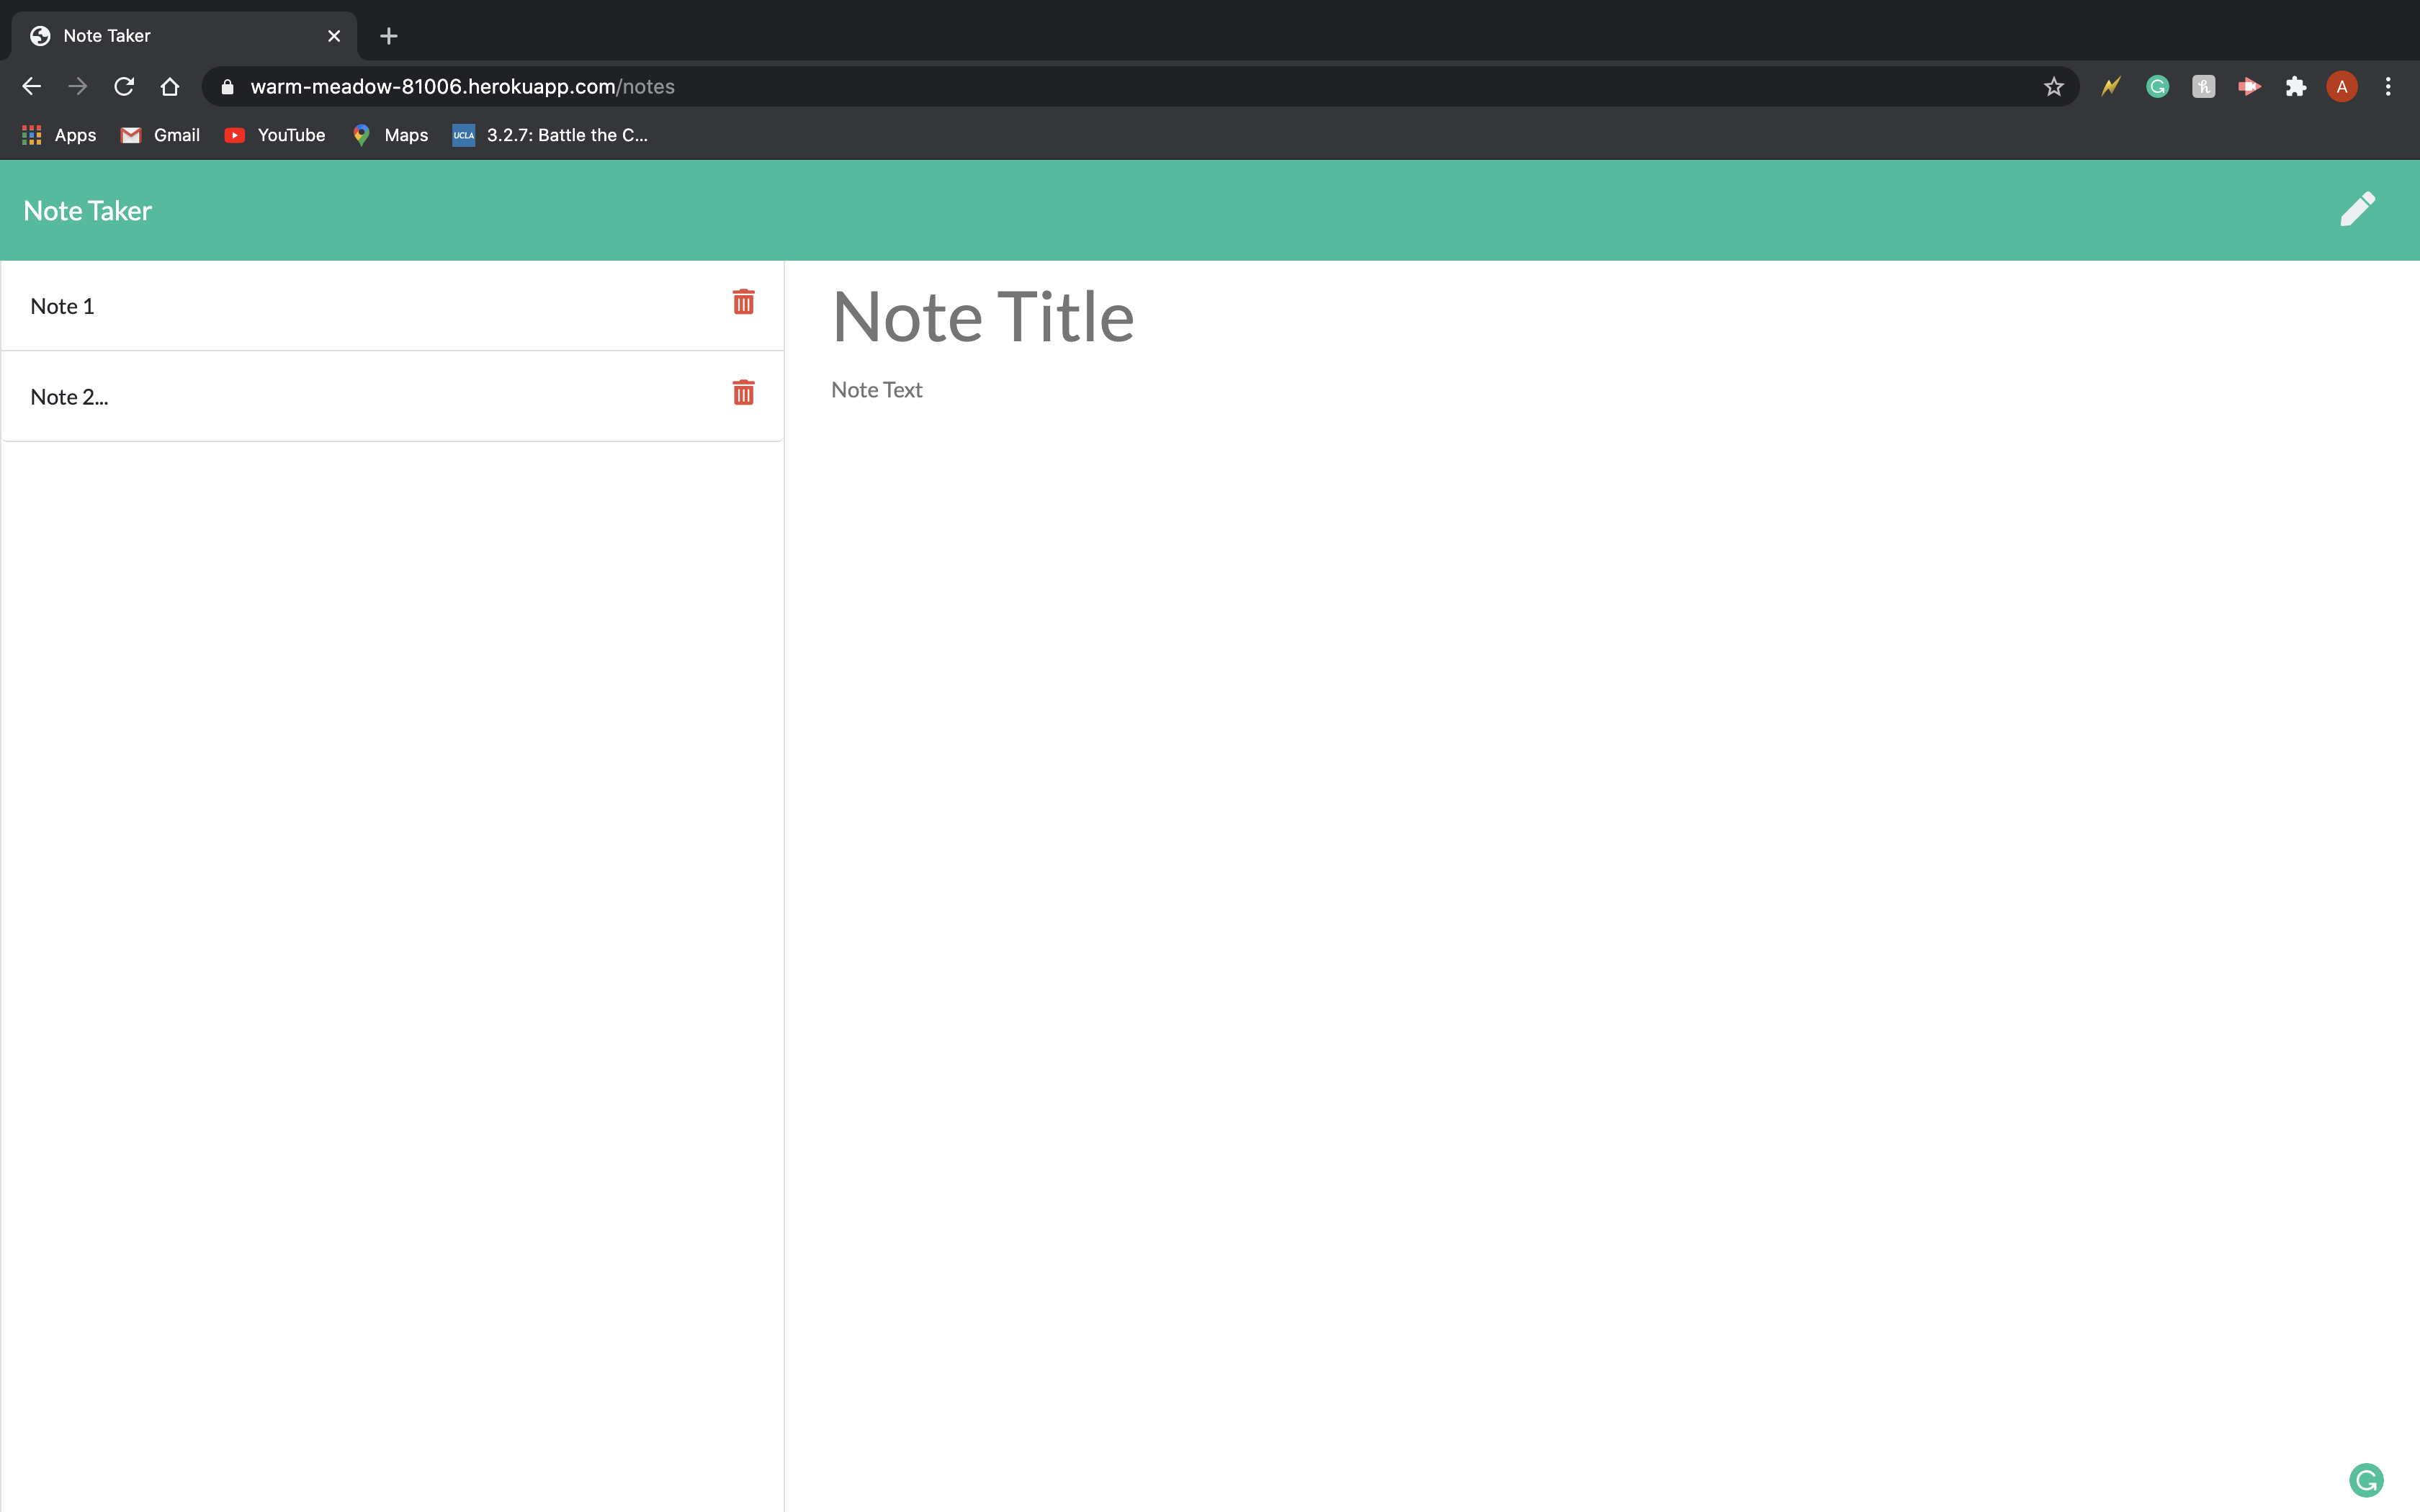 Note Taker
warm-meadow-81006.herokuapp.com/notes
A
Apps Gmail YouTube Maps UCLA 3.2.7: Battle the C...
Note Taker
Note 1
Note 2...
Note Title
Note Text